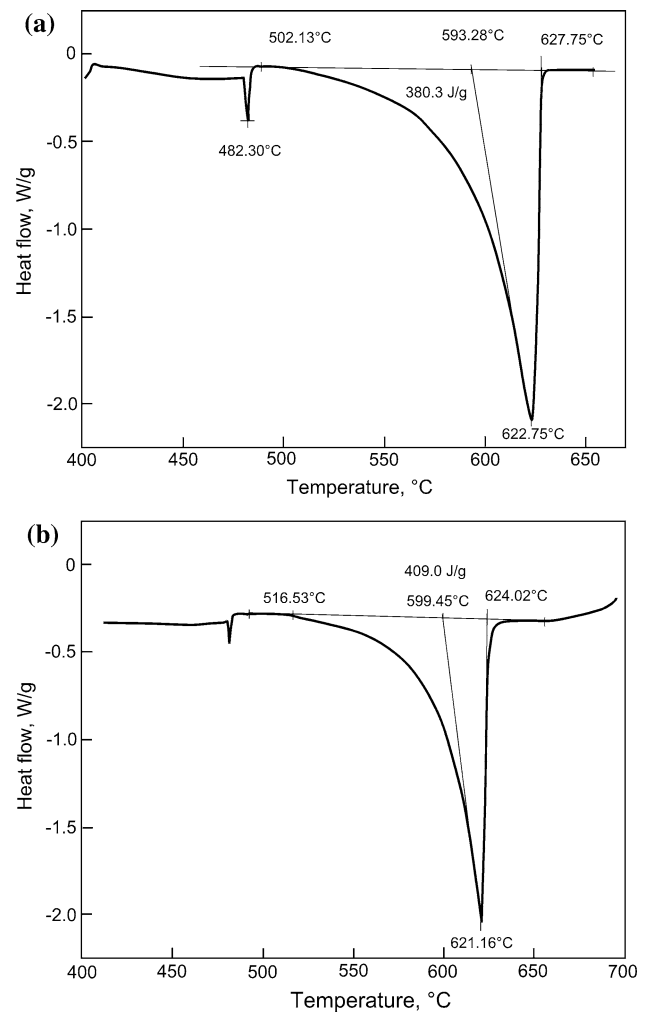 (a)
502.13°C
593.28°C
627.75°C
0
380.3 J/g
-0.5
482.30°C
-1.0
Heat flow, W/g
-1.5
-2.0
622.75°C
400 450 500 550 600 650
Temperature, °C
(b)
0
409.0 J/g
516.53°C
599.45°C
624.02°C
-0.5
Heat flow, W/g
-1.0
-1.5
-2.0
621.16°C
400 450 500 550 600 650 700
Temperature, °C